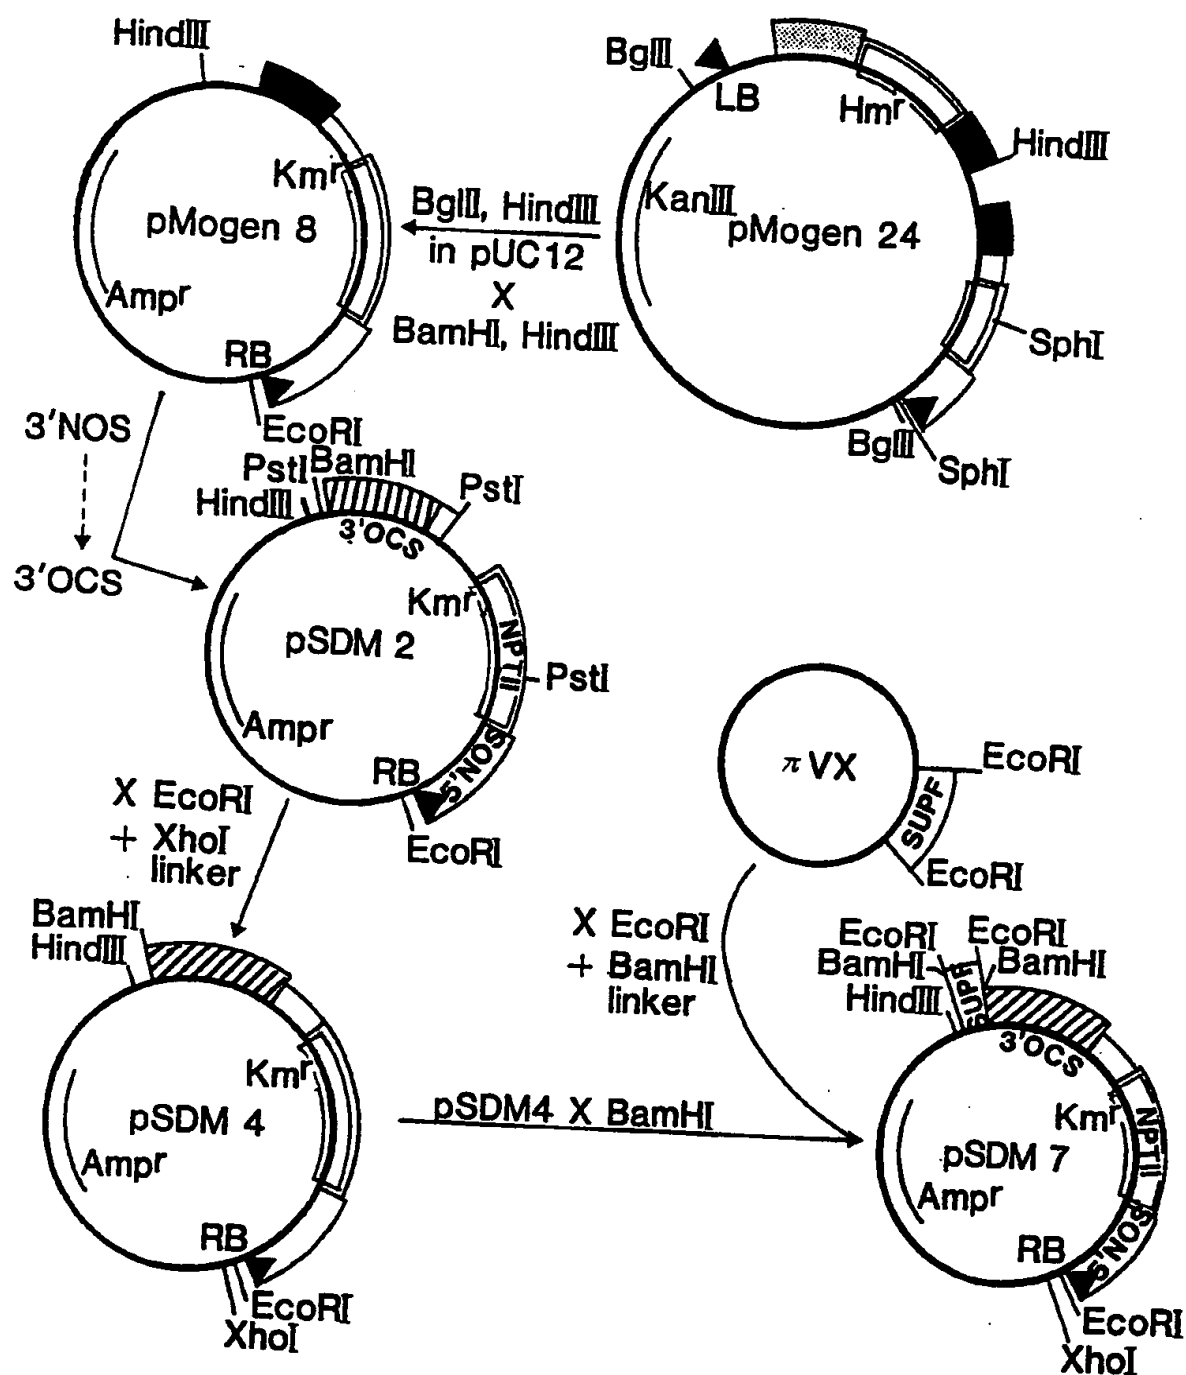 HindIII
Kmr
pMogen 8
Ampr
RB
EcoRI
BglII, HindIII
in pUC12
X
BamHI, HindIII
BglII
LB
Hmr
HindIII
KanIII
pMogen 24
SphI
BglII
SphI
3'NOS
3'OCS
PstI
BamHI
HindIII
PstI
3'OCS
Kmr
NPTII
pSDM 2
PstI
Ampr
RB
5'NOS
EcoRI
X EcoRI
+ XhoI
linker
π VX
EcoRI
SUPF
EcoRI
X EcoRI
+ BamHI
linker
BamHI
HindIII
Kmr
pSDM 4
Ampr
RB
EcoRI
XhoI
pSDM4 X BamHI
EcoRI
EcoRI
BamHI
BamHI
HindIII
SUPF
3'OCS
Kmr
NPTII
pSDM 7
Ampr
RB
5'NOS
EcoRI
XhoI